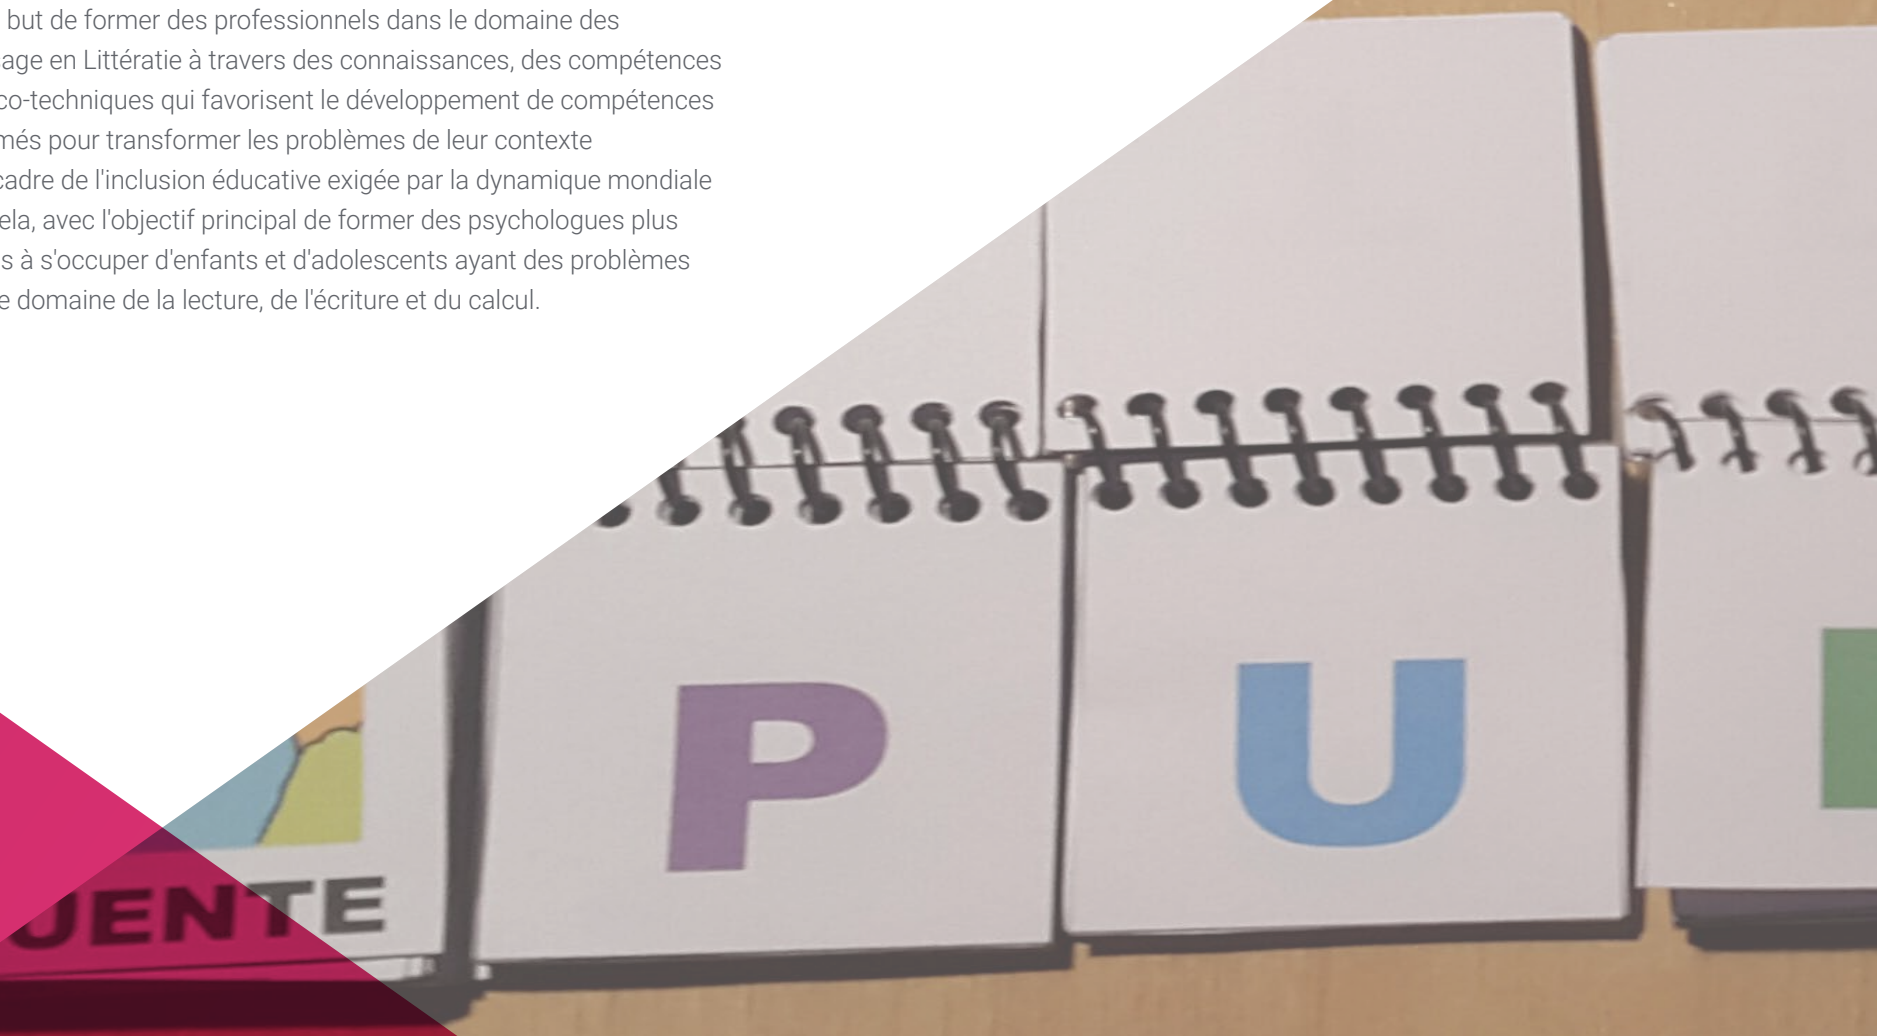 but de former des professionnels dans le domaine des
en Littératie à travers des connaissances, des compétences
co-techniques qui favorisent le développement de compétences
pour transformer les problèmes de leur contexte
cadre de l'inclusion éducative exigée par la dynamique mondiale
avec l'objectif principal de former des psychologues plus
à s'occuper d'enfants et d'adolescents ayant des problèmes
domaine de la lecture, de l'écriture et du calcul.
P U
UENTE